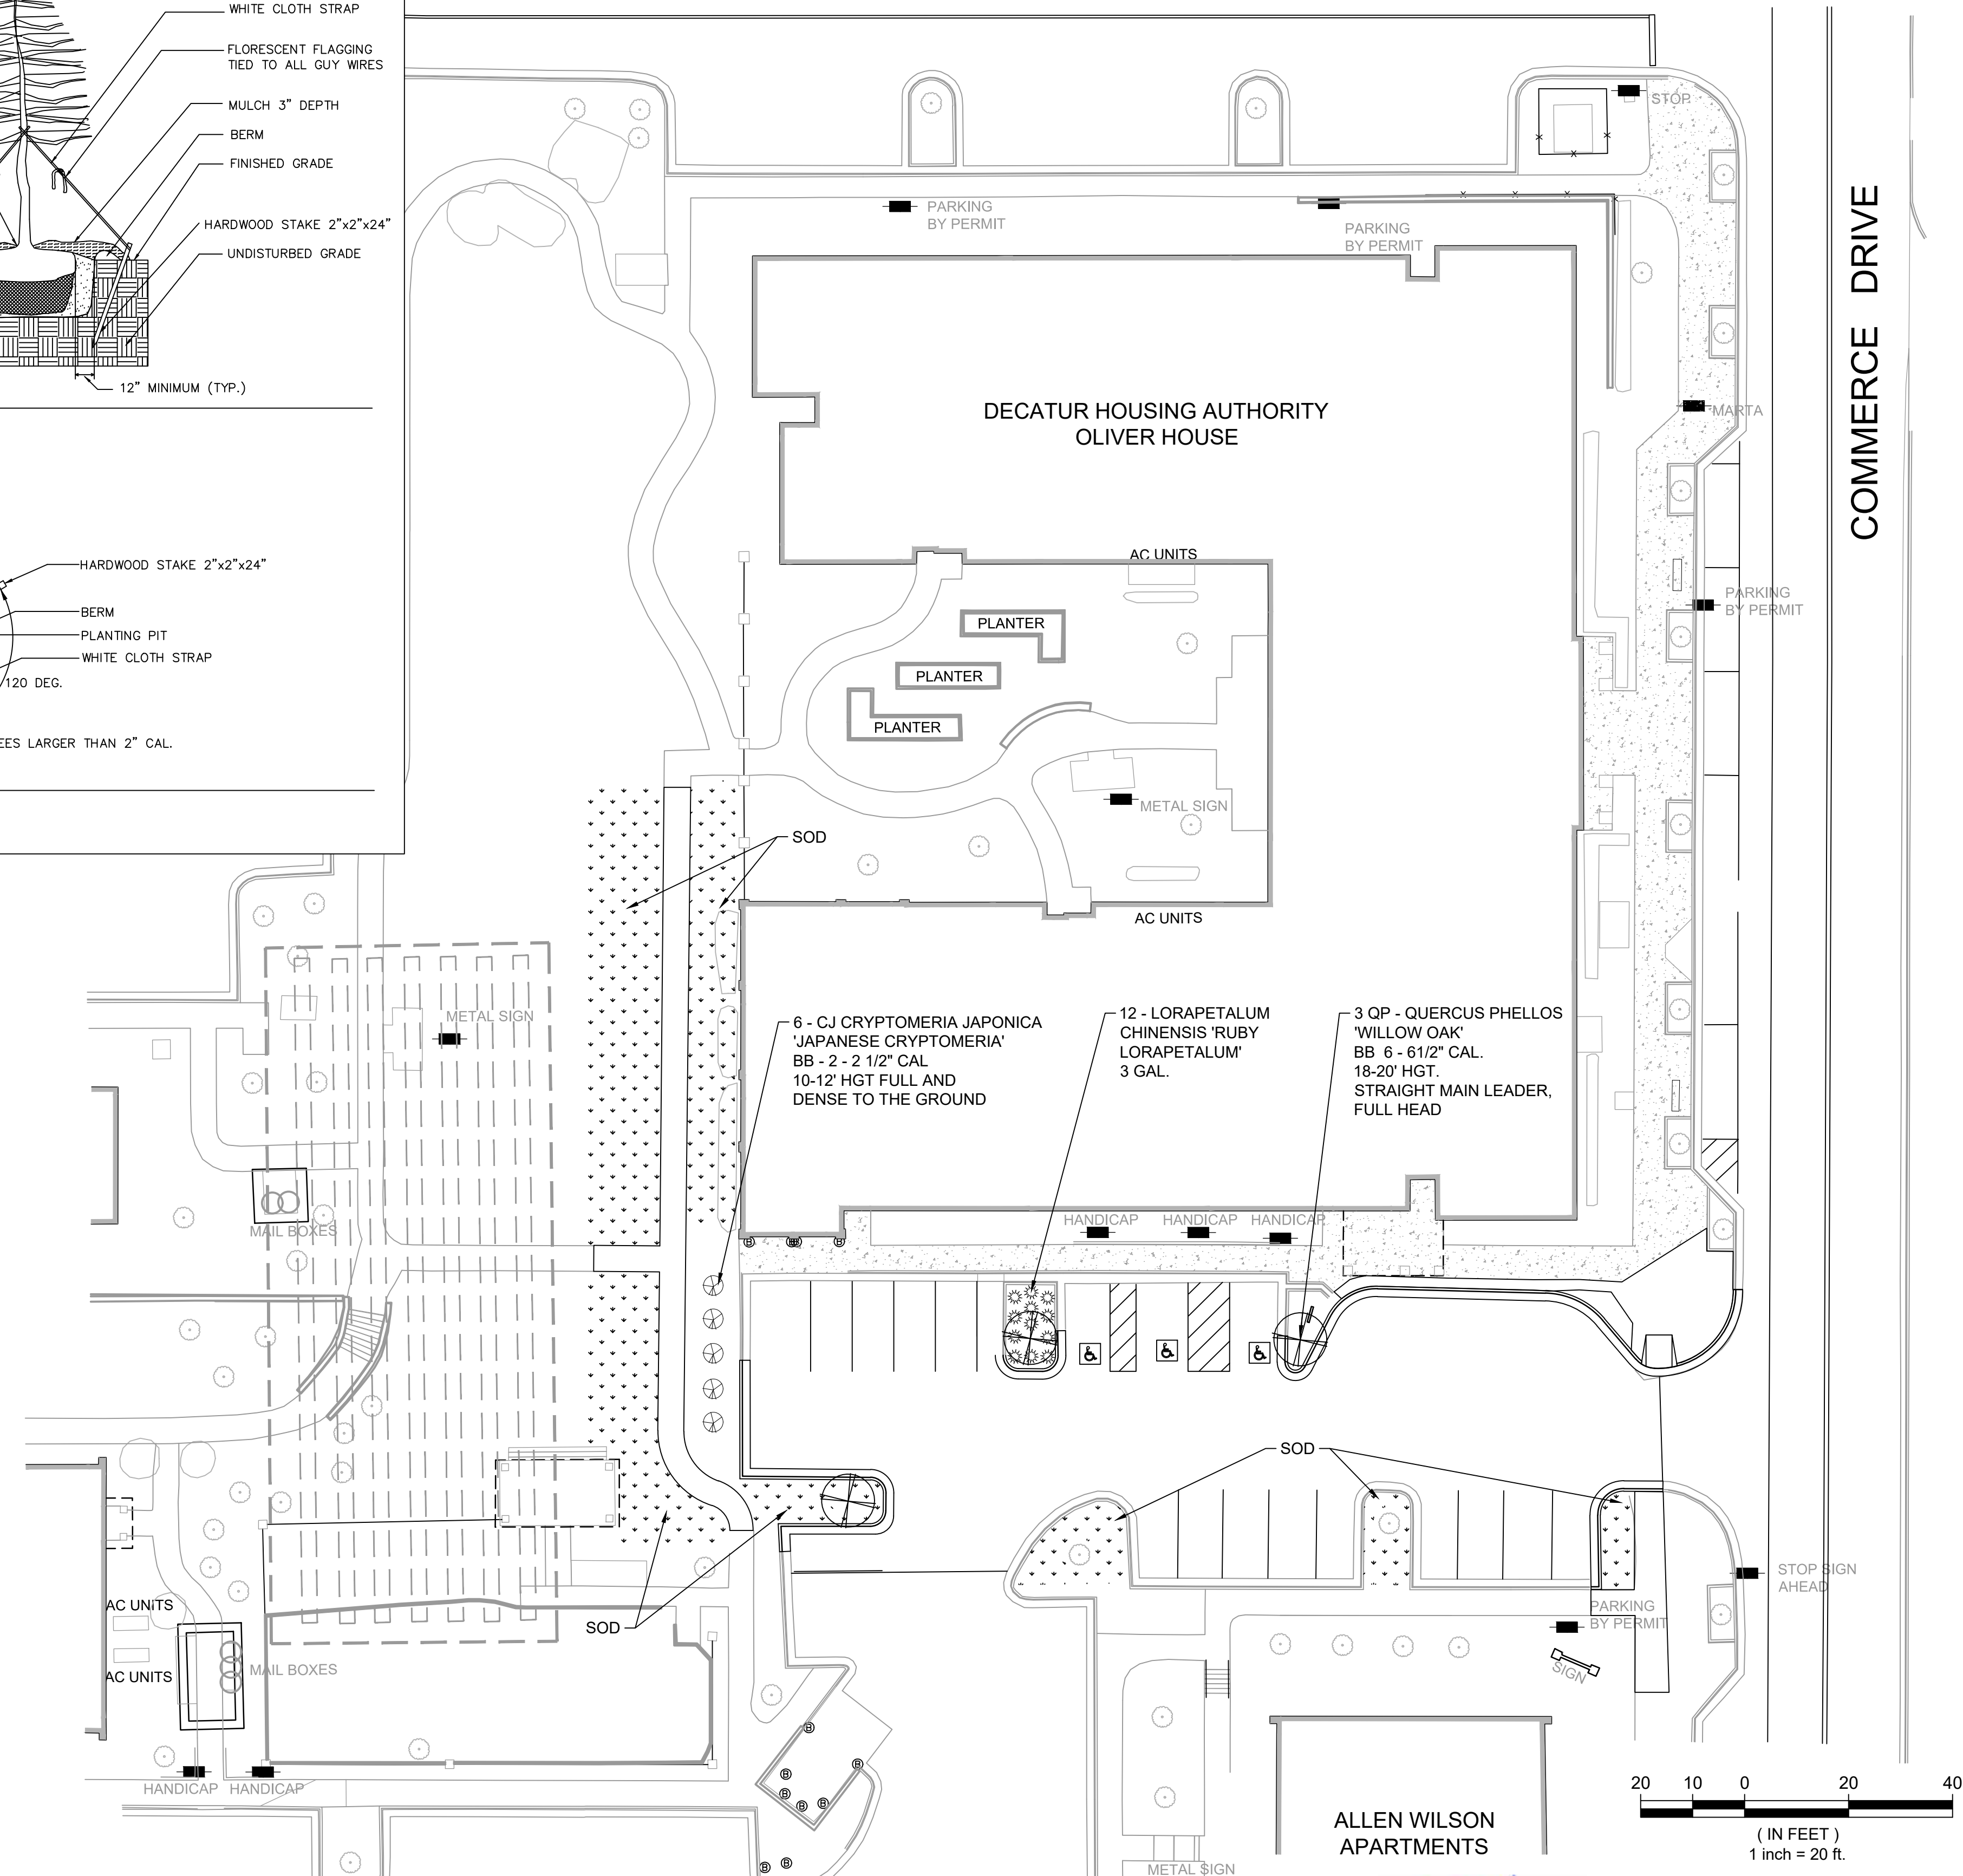 WHITE CLOTH STRAP
FLORESCENT FLAGGING
TIED TO ALL GUY WIRES
MULCH 3" DEPTH
BERM
FINISHED GRADE
HARDWOOD STAKE 2"x2"x24"
UNDISTURBED GRADE
12" MINIMUM (TYP.)
HARDWOOD STAKE 2"x2"x24"
BERM
PLANTING PIT
WHITE CLOTH STRAP
120 DEG.
EES LARGER THAN 2" CAL.
STOP
PARKING
BY PERMIT
PARKING
BY PERMIT
COMMERCE DRIVE
DECATUR HOUSING AUTHORITY
OLIVER HOUSE
MARTA
AC UNITS
PARKING
BY PERMIT
PLANTER
PLANTER
PLANTER
METAL SIGN
SOD
AC UNITS
METAL SIGN
6 - CJ CRYPTOMERIA JAPONICA
'JAPANESE CRYPTOMERIA'
BB - 2 - 2 1/2" CAL
10-12' HGT FULL AND
DENSE TO THE GROUND
12 - LORAPETALUM
CHINENSIS 'RUBY
LORAPETALUM'
3 GAL.
3 QP - QUERCUS PHELLOS
'WILLOW OAK'
BB 6 - 61/2" CAL.
18-20' HGT.
STRAIGHT MAIN LEADER,
FULL HEAD
MAIL BOXES
HANDICAP HANDICAP HANDICAP
B B B
SOD
STOP SIGN
AHEAD
AC UNITS
PARKING
BY PERMIT
SOD
SIGN
MAIL BOXES
AC UNITS
HANDICAP HANDICAP
B
B
B
B
B B
B B
METAL SIGN
ALLEN WILSON
APARTMENTS
20 10 0 20 40
( IN FEET )
1 inch = 20 ft.